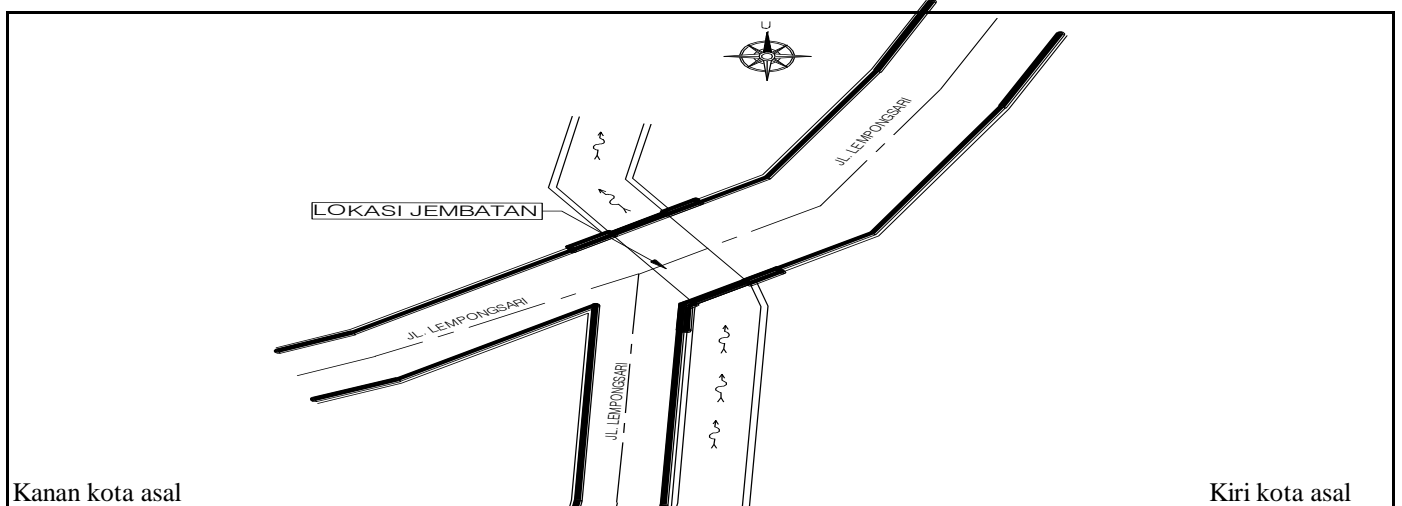 U
JL. LEMPONGSARI
LOKASI JEMBATAN
JL. LEMPONGSARI
JL. LEMPONGSARI
Kanan kota asal
Kiri kota asal